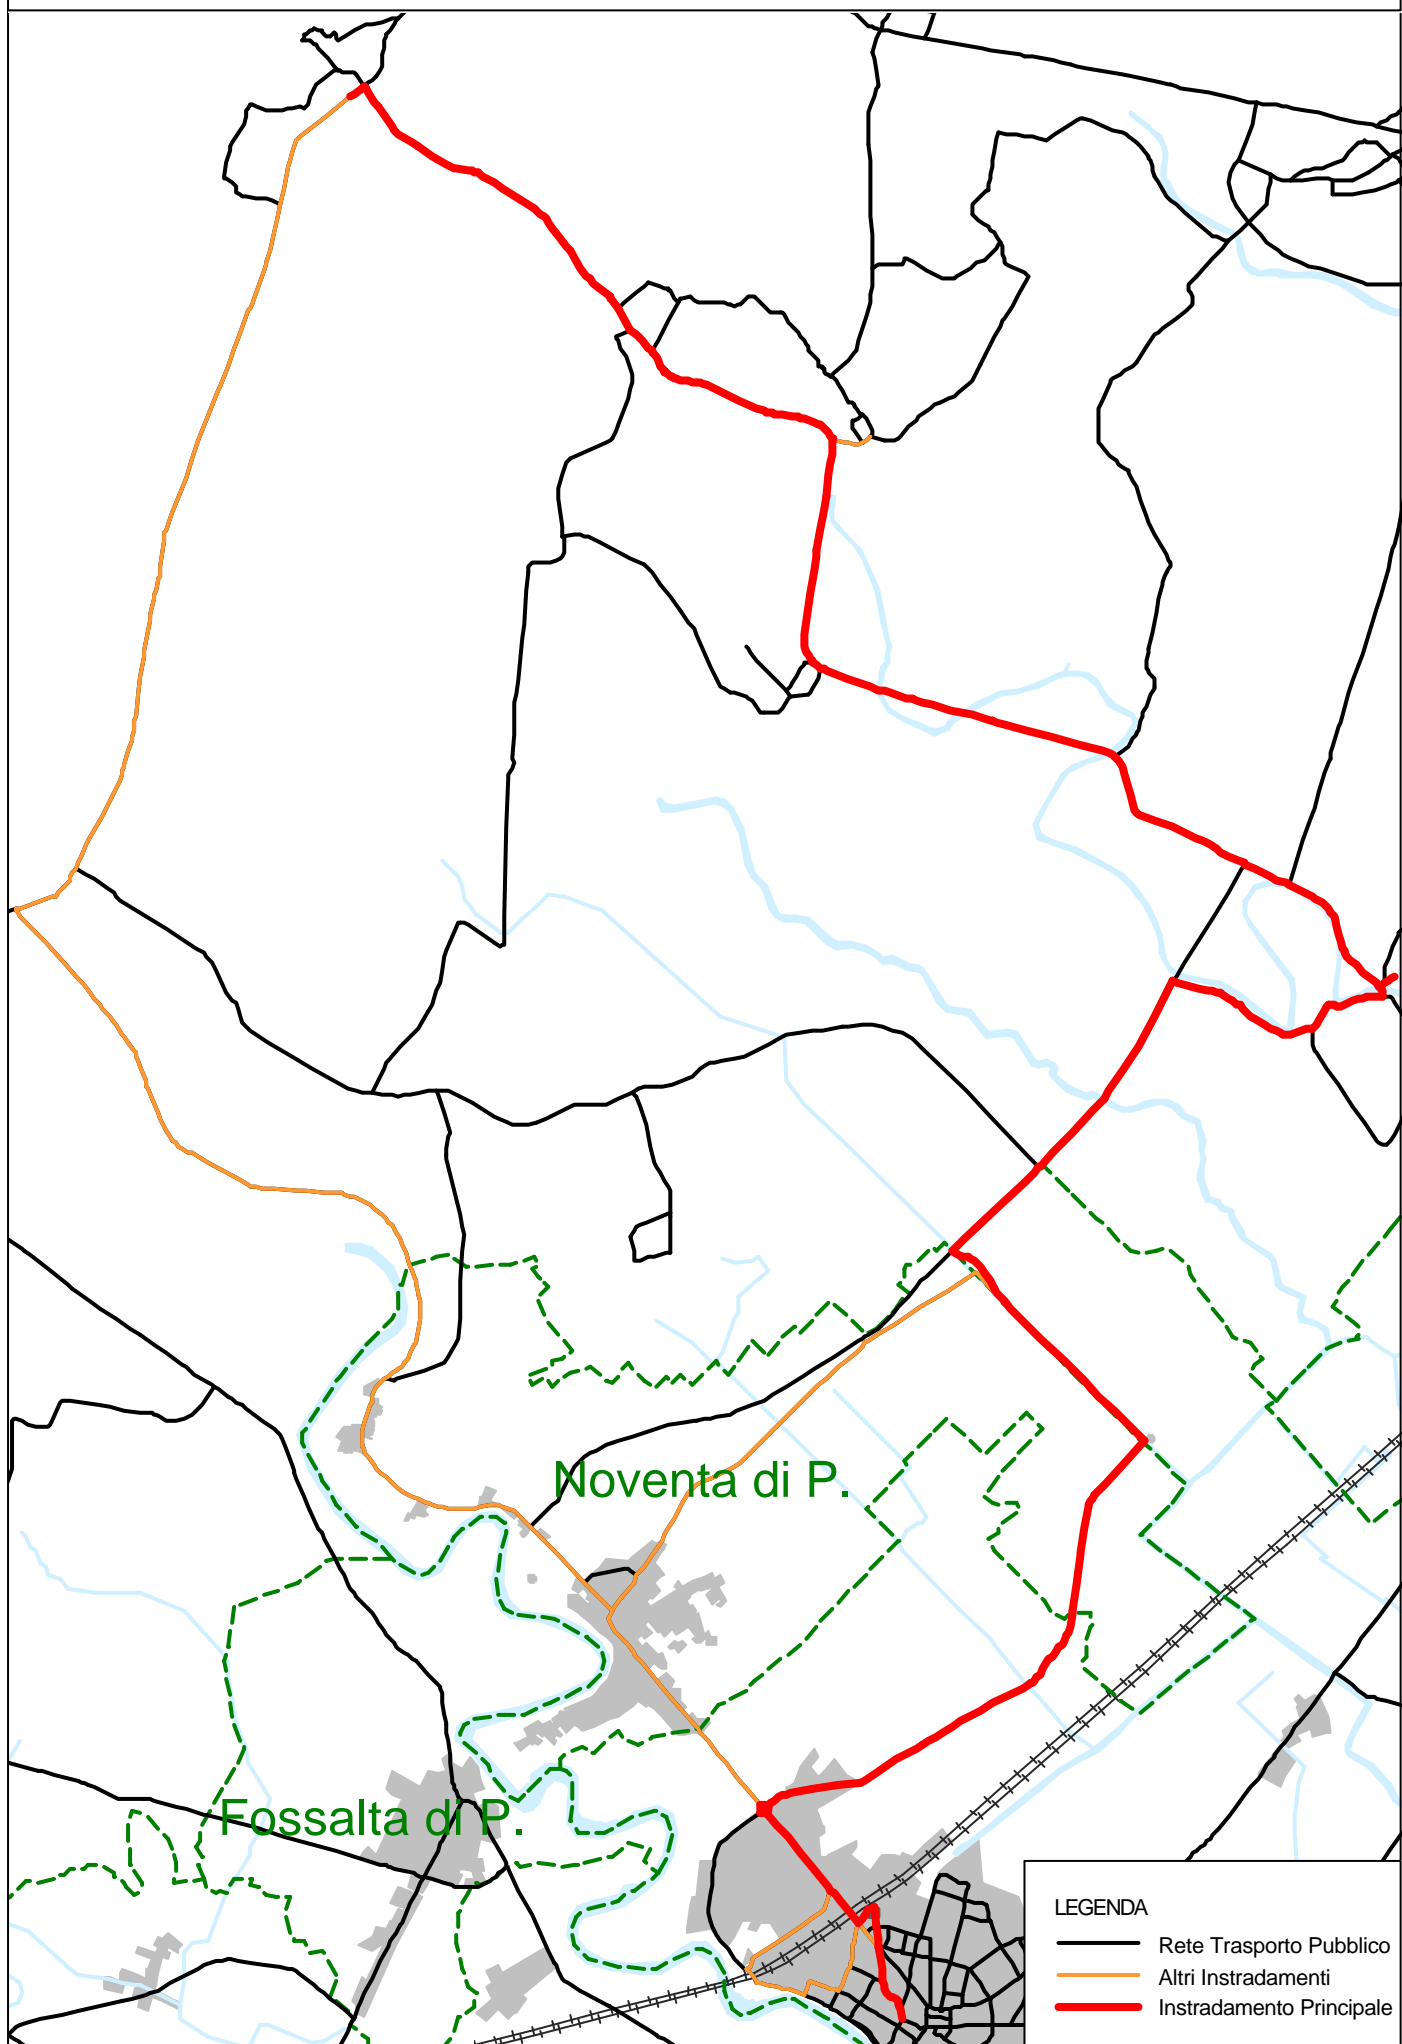 Noventa di P.
Fossalta di P.
LEGENDA
Rete Trasporto Pubblico
Altri Instradamenti
Instradamento Principale